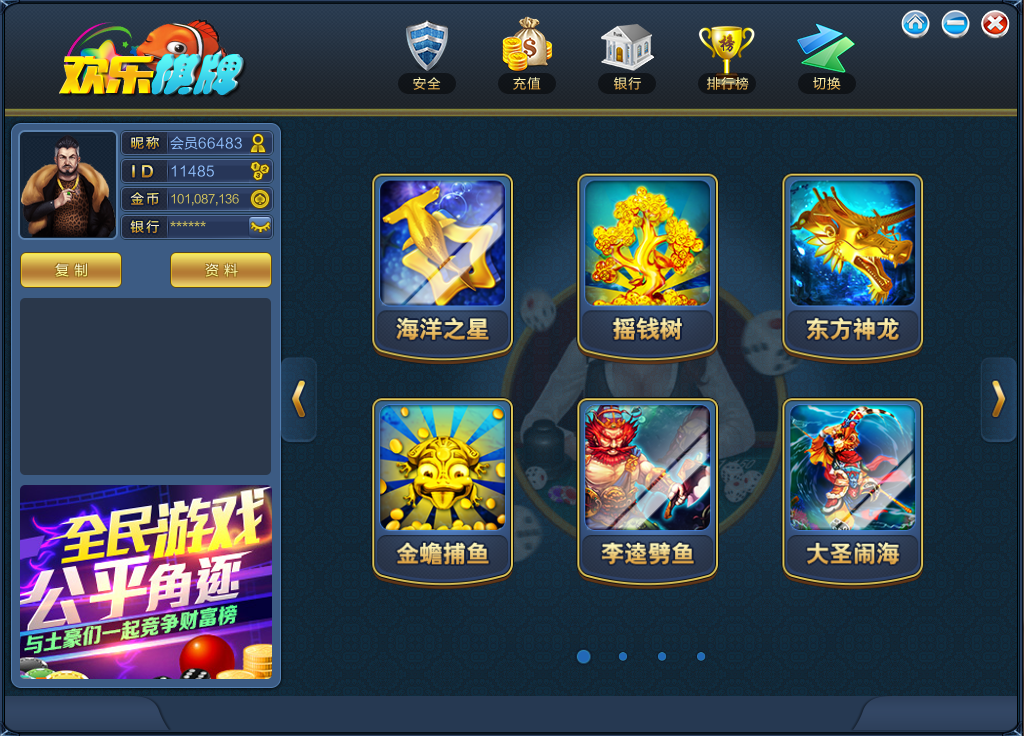 欢乐棋牌
安全
充值
银行
排行榜
榜
切换
昵称 会员66483
ID 11485
金币 101,087,136
银行 ******
复制
资料
全民游戏
公平角逐
与土豪们一起竞争财富榜
海洋之星
摇钱树
东方神龙
金蟾捕鱼
李逵劈鱼
大圣闹海